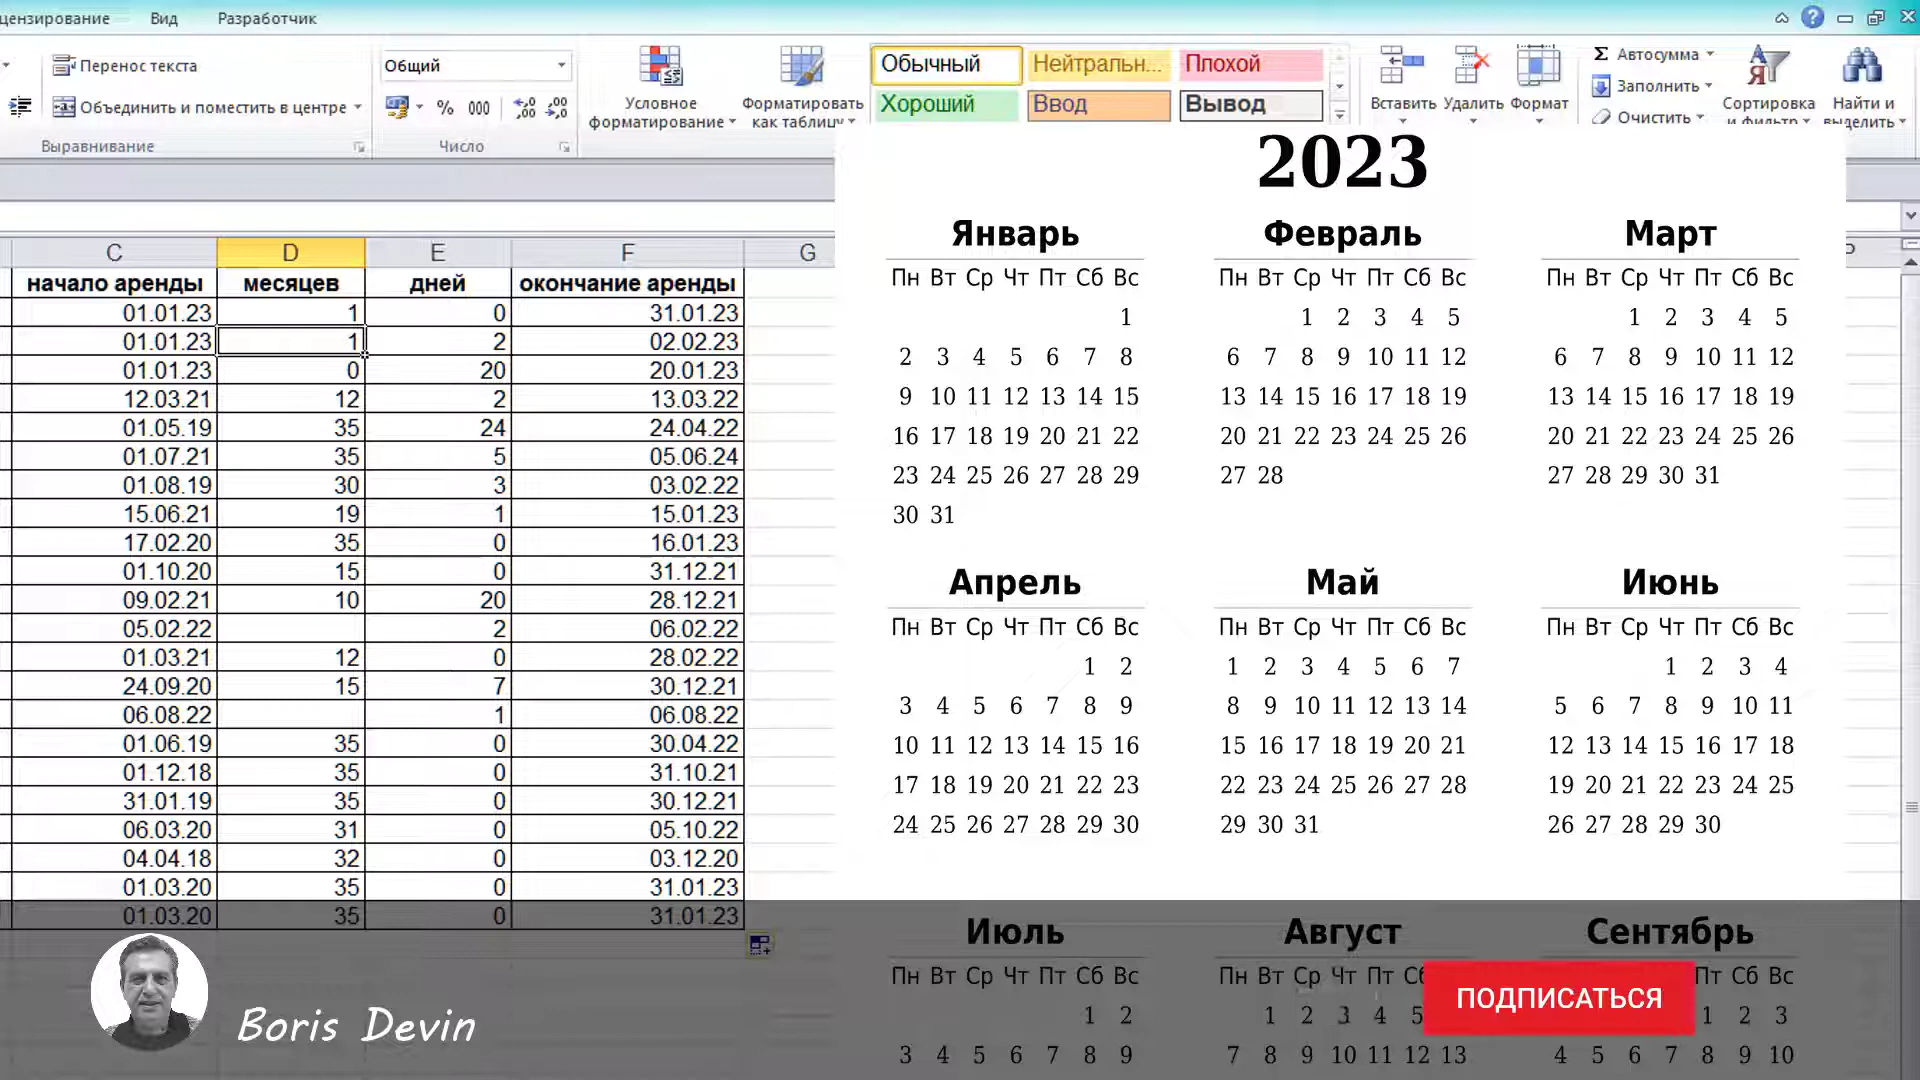 цензирование Вид Разработчик
Перенос текста
Объединить и поместить в центре
Выравнивание
Общий
% 000
Число
Условное
форматирование
Форматировать
как таблицу
Обычный Нейтральн... Плохой
Хороший Ввод Вывод
Вставить Удалить Формат
Σ Автосумма
Заполнить
Очистить
Сортировка
и фильтр
Найти и
выделить
C D E F G
начало аренды месяцев дней окончание аренды
01.01.23 1 0 31.01.23
01.01.23 1 2 02.02.23
01.01.23 0 20 20.01.23
12.03.21 12 2 13.03.22
01.05.19 35 24 24.04.22
01.07.21 35 5 05.06.24
01.08.19 30 3 03.02.22
15.06.21 19 1 15.01.23
17.02.20 35 0 16.01.23
01.10.20 15 0 31.12.21
09.02.21 10 20 28.12.21
05.02.22 2 06.02.22
01.03.21 12 0 28.02.22
24.09.20 15 7 30.12.21
06.08.22 1 06.08.22
01.06.19 35 0 30.04.22
01.12.18 35 0 31.10.21
31.01.19 35 0 30.12.21
06.03.20 31 0 05.10.22
04.04.18 32 0 03.12.20
01.03.20 35 0 31.01.23
01.03.20 35 0 31.01.23
2023
Январь
Пн Вт Ср Чт Пт Сб Вс
1
2 3 4 5 6 7 8
9 10 11 12 13 14 15
16 17 18 19 20 21 22
23 24 25 26 27 28 29
30 31
Февраль
Пн Вт Ср Чт Пт Сб Вс
1 2 3 4 5
6 7 8 9 10 11 12
13 14 15 16 17 18 19
20 21 22 23 24 25 26
27 28
Март
Пн Вт Ср Чт Пт Сб Вс
1 2 3 4 5
6 7 8 9 10 11 12
13 14 15 16 17 18 19
20 21 22 23 24 25 26
27 28 29 30 31
Апрель
Пн Вт Ср Чт Пт Сб Вс
1 2
3 4 5 6 7 8 9
10 11 12 13 14 15 16
17 18 19 20 21 22 23
24 25 26 27 28 29 30
Май
Пн Вт Ср Чт Пт Сб Вс
1 2 3 4 5 6 7
8 9 10 11 12 13 14
15 16 17 18 19 20 21
22 23 24 25 26 27 28
29 30 31
Июнь
Пн Вт Ср Чт Пт Сб Вс
1 2 3 4
5 6 7 8 9 10 11
12 13 14 15 16 17 18
19 20 21 22 23 24 25
26 27 28 29 30
Июль
Пн Вт Ср Чт Пт Сб Вс
1 2
3 4 5 6 7 8 9
Август
Пн Вт Ср Чт Пт Сб
1 2 3 4 5
7 8 9 10 11 12 13
Сентябрь
Пт Сб Вс
1 2 3
4 5 6 7 8 9 10
Boris Devin
ПОДПИСАТЬСЯ